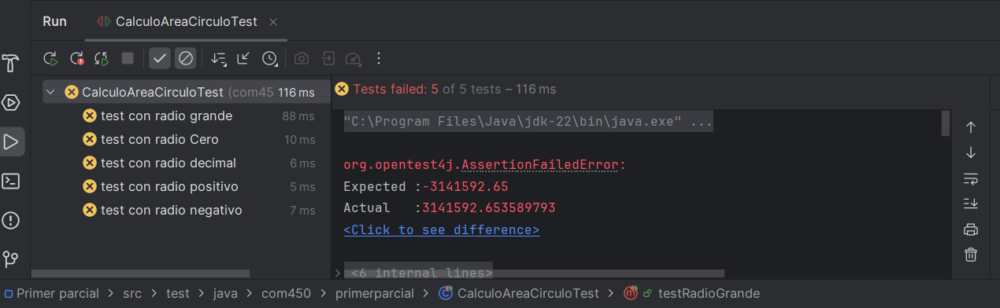 Run CalculoAreaCirculoTest
CalculoAreaCirculoTest (com45 116 ms
test con radio grande 88 ms
test con radio Cero 10 ms
test con radio decimal 6 ms
test con radio positivo 5 ms
test con radio negativo 7 ms
Tests failed: 5 of 5 tests – 116 ms
"C:\Program Files\Java\jdk-22\bin\java.exe" ...
org.opentest4j.AssertionFailedError:
Expected :-3141592.65
Actual   :3141592.653589793
<Click to see difference>
<6 internal lines>
Primer parcial > src > test > java > com450 > primerparcial > CalculoAreaCirculoTest > testRadioGrande